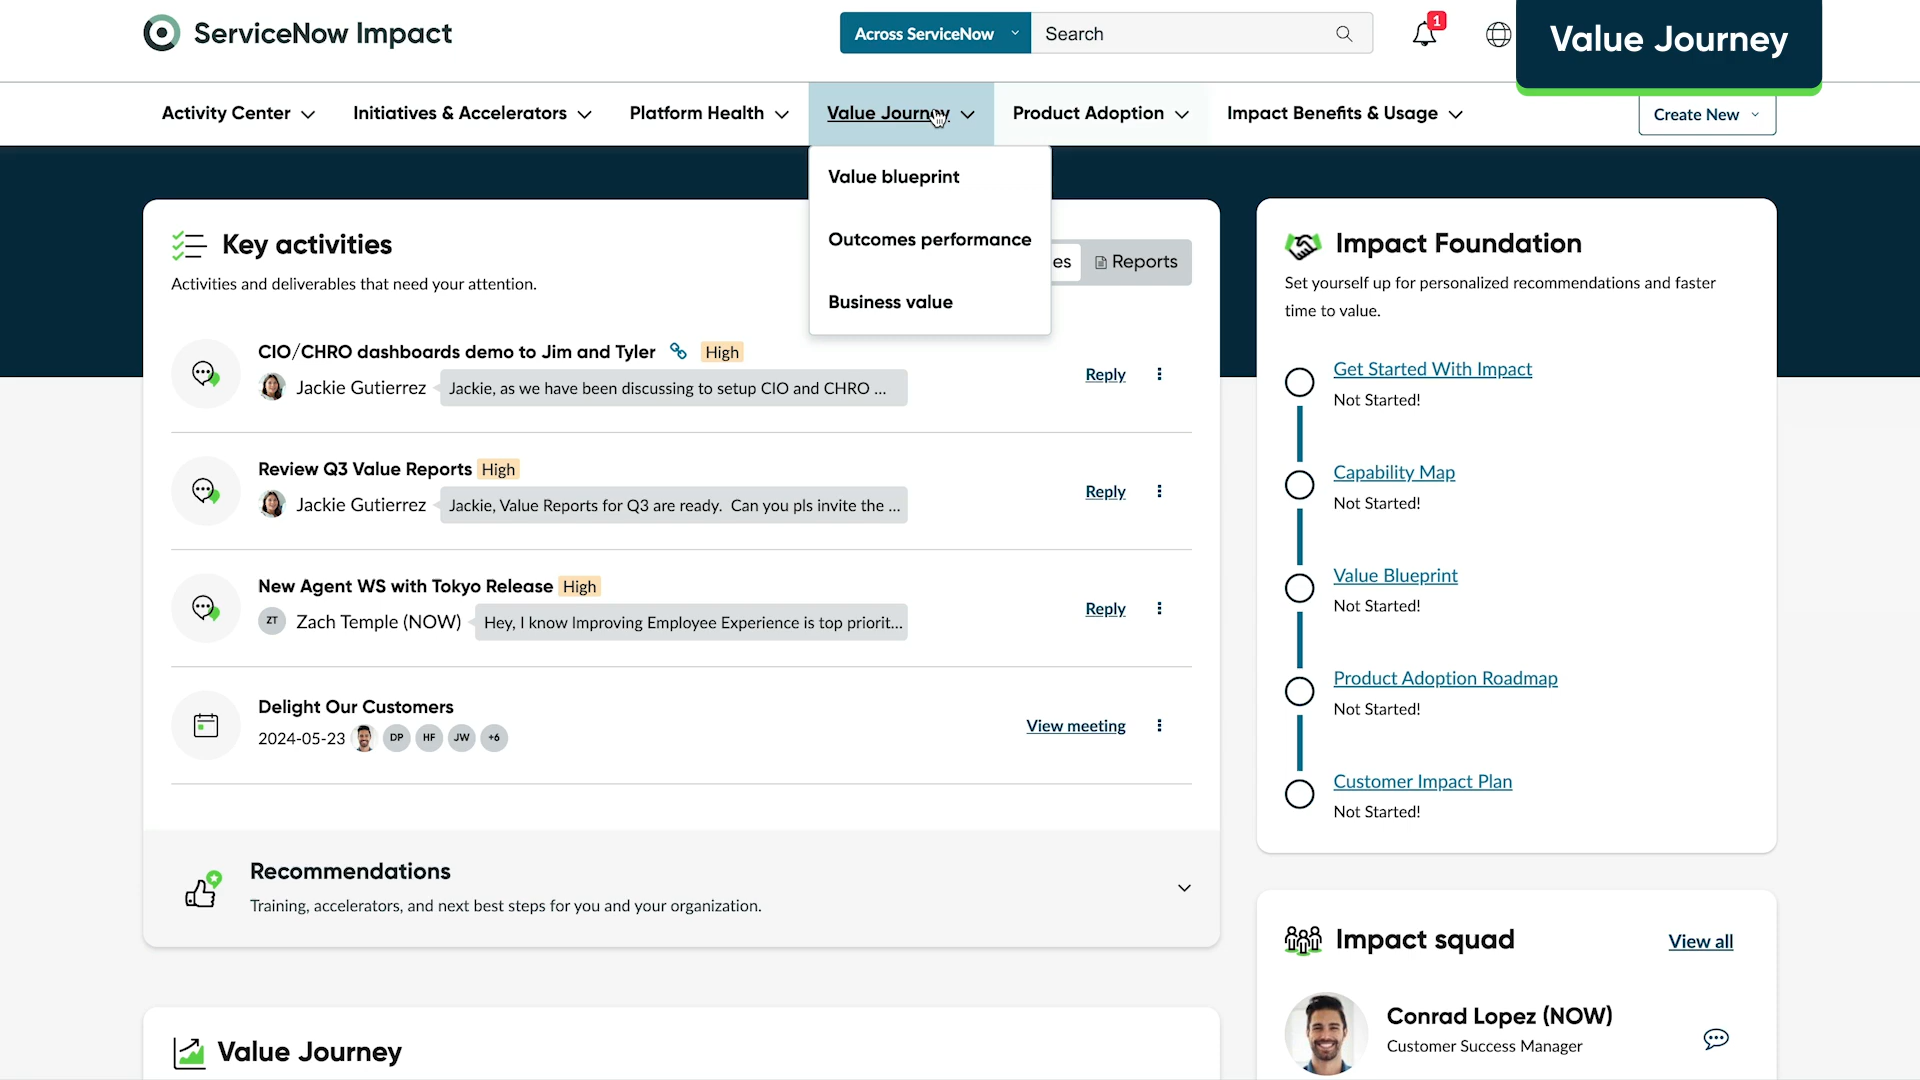 ServiceNow Impact
Across ServiceNow
Search
1
Value Journey
Activity Center
Initiatives & Accelerators
Platform Health
Value Journey
Product Adoption
Impact Benefits & Usage
Create New
Value blueprint
Outcomes performance
Business value
Key activities
Activities and deliverables that need your attention.
es
Reports
CIO/CHRO dashboards demo to Jim and Tyler
High
Jackie Gutierrez
Jackie, as we have been discussing to setup CIO and CHRO ...
Reply
Review Q3 Value Reports
High
Jackie Gutierrez
Jackie, Value Reports for Q3 are ready. Can you pls invite the ...
Reply
New Agent WS with Tokyo Release
High
ZT
Zach Temple (NOW)
Hey, I know Improving Employee Experience is top priorit...
Reply
Delight Our Customers
2024-05-23
DP
HF
JW
+6
View meeting
Recommendations
Training, accelerators, and next best steps for you and your organization.
Value Journey
Impact Foundation
Set yourself up for personalized recommendations and faster
time to value.
Get Started With Impact
Not Started!
Capability Map
Not Started!
Value Blueprint
Not Started!
Product Adoption Roadmap
Not Started!
Customer Impact Plan
Not Started!
Impact squad
View all
Conrad Lopez (NOW)
Customer Success Manager